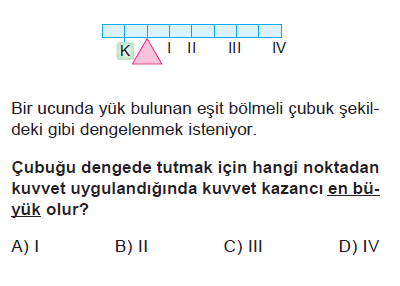 K I II III IV
Bir ucunda yük bulunan eşit bölmeli çubuk şekil-
deki gibi dengelenmek isteniyor.
Çubuğu dengede tutmak için hangi noktadan
kuvvet uygulandığında kuvvet kazancı en bü-
yük olur?
A) I B) II C) III D) IV